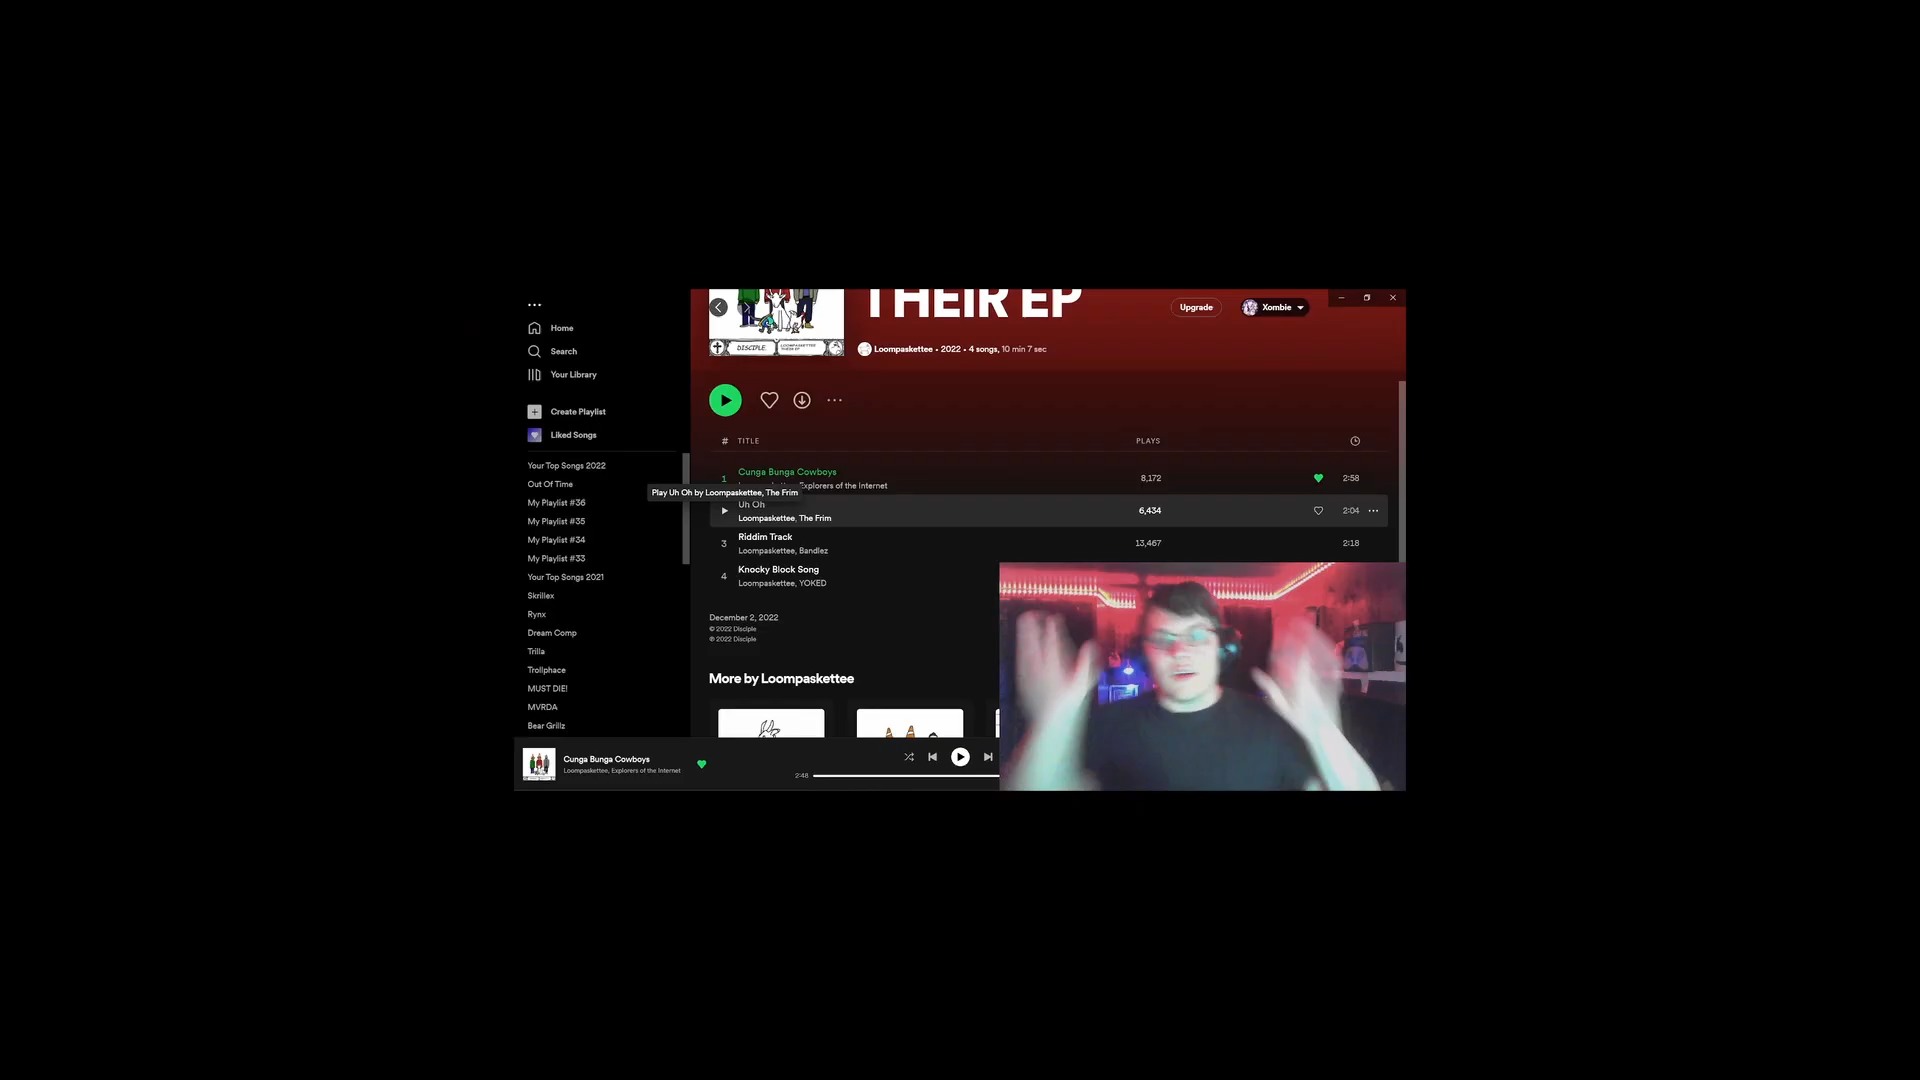 THEIR EP
Upgrade
Xombie
Home
Search
Your Library
Create Playlist
Liked Songs
Your Top Songs 2022
Out Of Time
My Playlist #36
My Playlist #35
My Playlist #34
My Playlist #33
Your Top Songs 2021
Skrillex
Rynx
Dream Comp
Trilla
Trollphace
MUST DIE!
MVRDA
Bear Grillz
DISCIPLE.
LOOMPASKETTEE
THEIR EP
Loompaskettee • 2022 • 4 songs, 10 min 7 sec
# TITLE PLAYS
1 Cunga Bunga Cowboys 8,172 2:58
Explorers of the Internet
Play Uh Oh by Loompaskettee, The Frim
Uh Oh 6,434 2:04
Loompaskettee, The Frim
3 Riddim Track 13,467 2:18
Loompaskettee, Bandlez
4 Knocky Block Song
Loompaskettee, YOKED
December 2, 2022
© 2022 Disciple
℗ 2022 Disciple
More by Loompaskettee
Cunga Bunga Cowboys
Loompaskettee, Explorers of the Internet
2:48